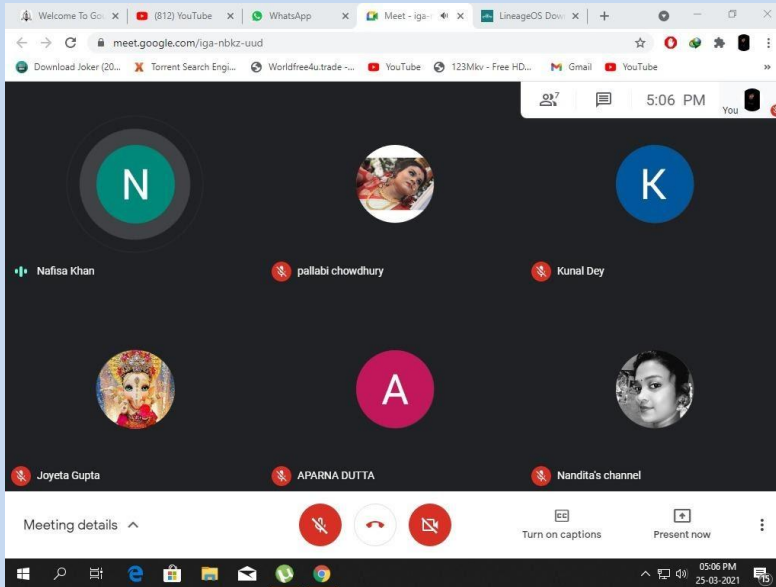 Welcome To Go
(812) YouTube
WhatsApp
Meet - iga-
LineageOS Dow
meet.google.com/iga-nbkz-uud
Download Joker (20...
Torrent Search Engi...
Worldfree4u.trade -...
YouTube
123Mkv - Free HD...
Gmail
YouTube
7
5:06 PM
You
N
K
Nafisa Khan
pallabi chowdhury
Kunal Dey
A
Joyeta Gupta
APARNA DUTTA
Nandita's channel
Meeting details
CC
Turn on captions
Present now
05:06 PM
25-03-2021
15